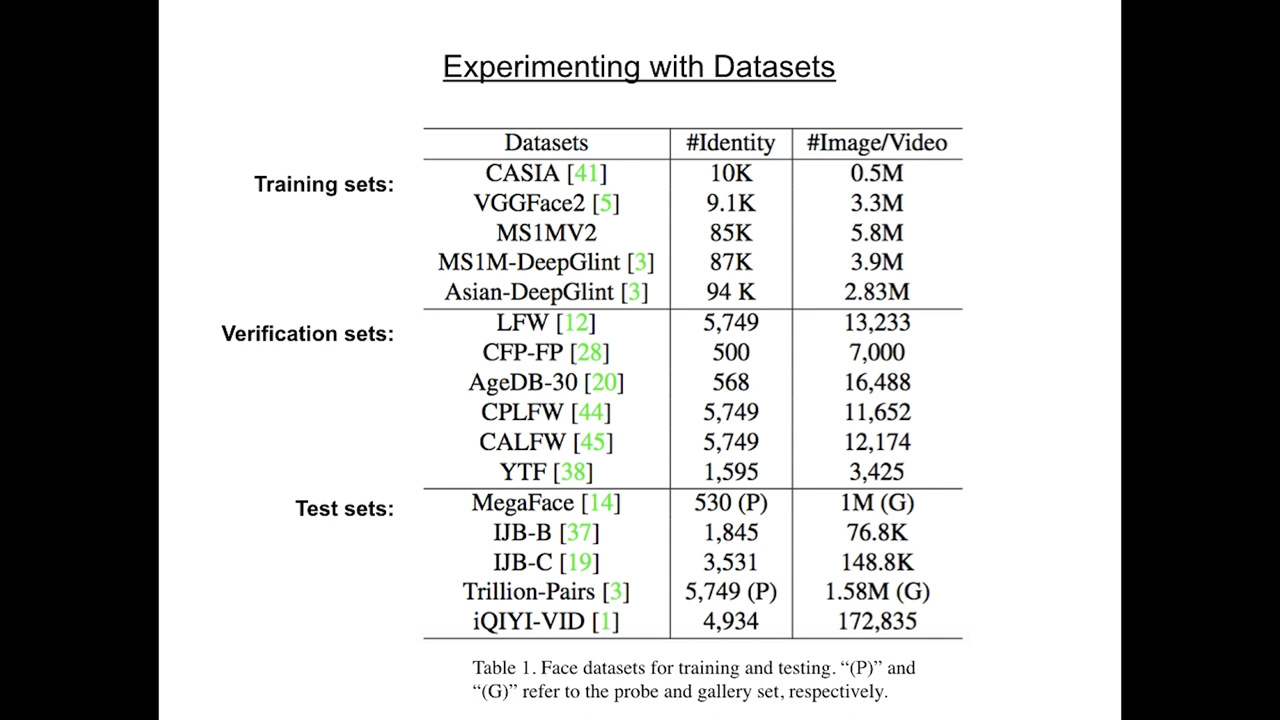 Experimenting with Datasets
Datasets #Identity #Image/Video
Training sets:
CASIA [41] 10K 0.5M
VGGFace2 [5] 9.1K 3.3M
MS1MV2 85K 5.8M
MS1M-DeepGlint [3] 87K 3.9M
Asian-DeepGlint [3] 94 K 2.83M
Verification sets:
LFW [12] 5,749 13,233
CFP-FP [28] 500 7,000
AgeDB-30 [20] 568 16,488
CPLFW [44] 5,749 11,652
CALFW [45] 5,749 12,174
YTF [38] 1,595 3,425
Test sets:
MegaFace [14] 530 (P) 1M (G)
IJB-B [37] 1,845 76.8K
IJB-C [19] 3,531 148.8K
Trillion-Pairs [3] 5,749 (P) 1.58M (G)
iQIYI-VID [1] 4,934 172,835
Table 1. Face datasets for training and testing. “(P)” and
“(G)” refer to the probe and gallery set, respectively.